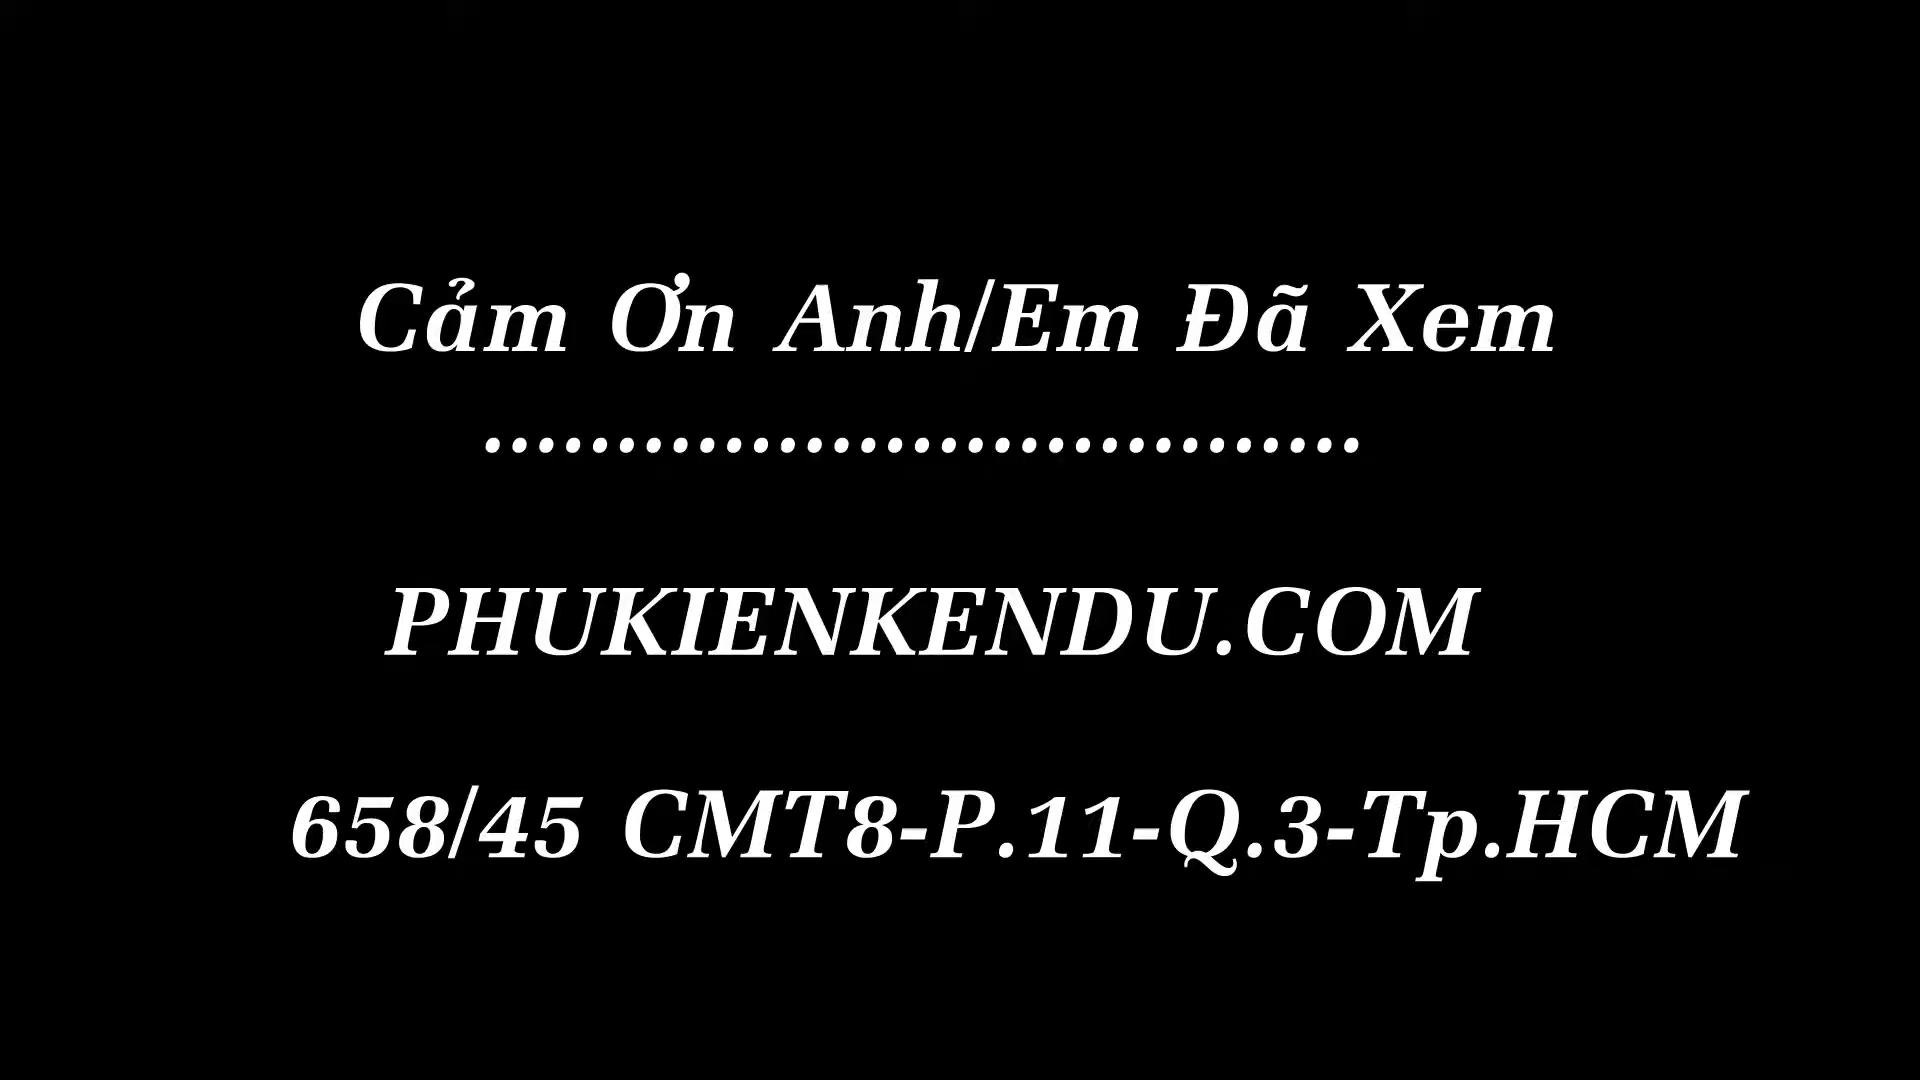 Cảm Ơn Anh/Em Đã Xem
.................................
PHUKIENKENDU.COM
658/45 CMT8-P.11-Q.3-Tp.HCM